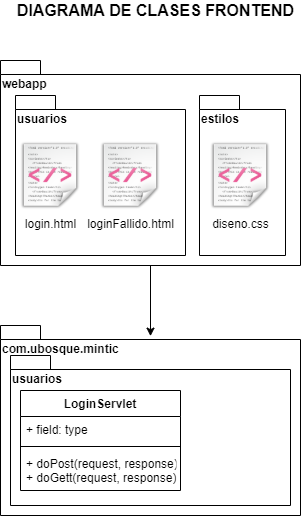 DIAGRAMA DE CLASES FRONTEND
webapp
usuarios
estilos
</>
</>
</>
login.html
loginFallido.html
diseno.css
com.ubosque.mintic
usuarios
LoginServlet
+ field: type
+ doPost(request, response)
+ doGett(request, response)